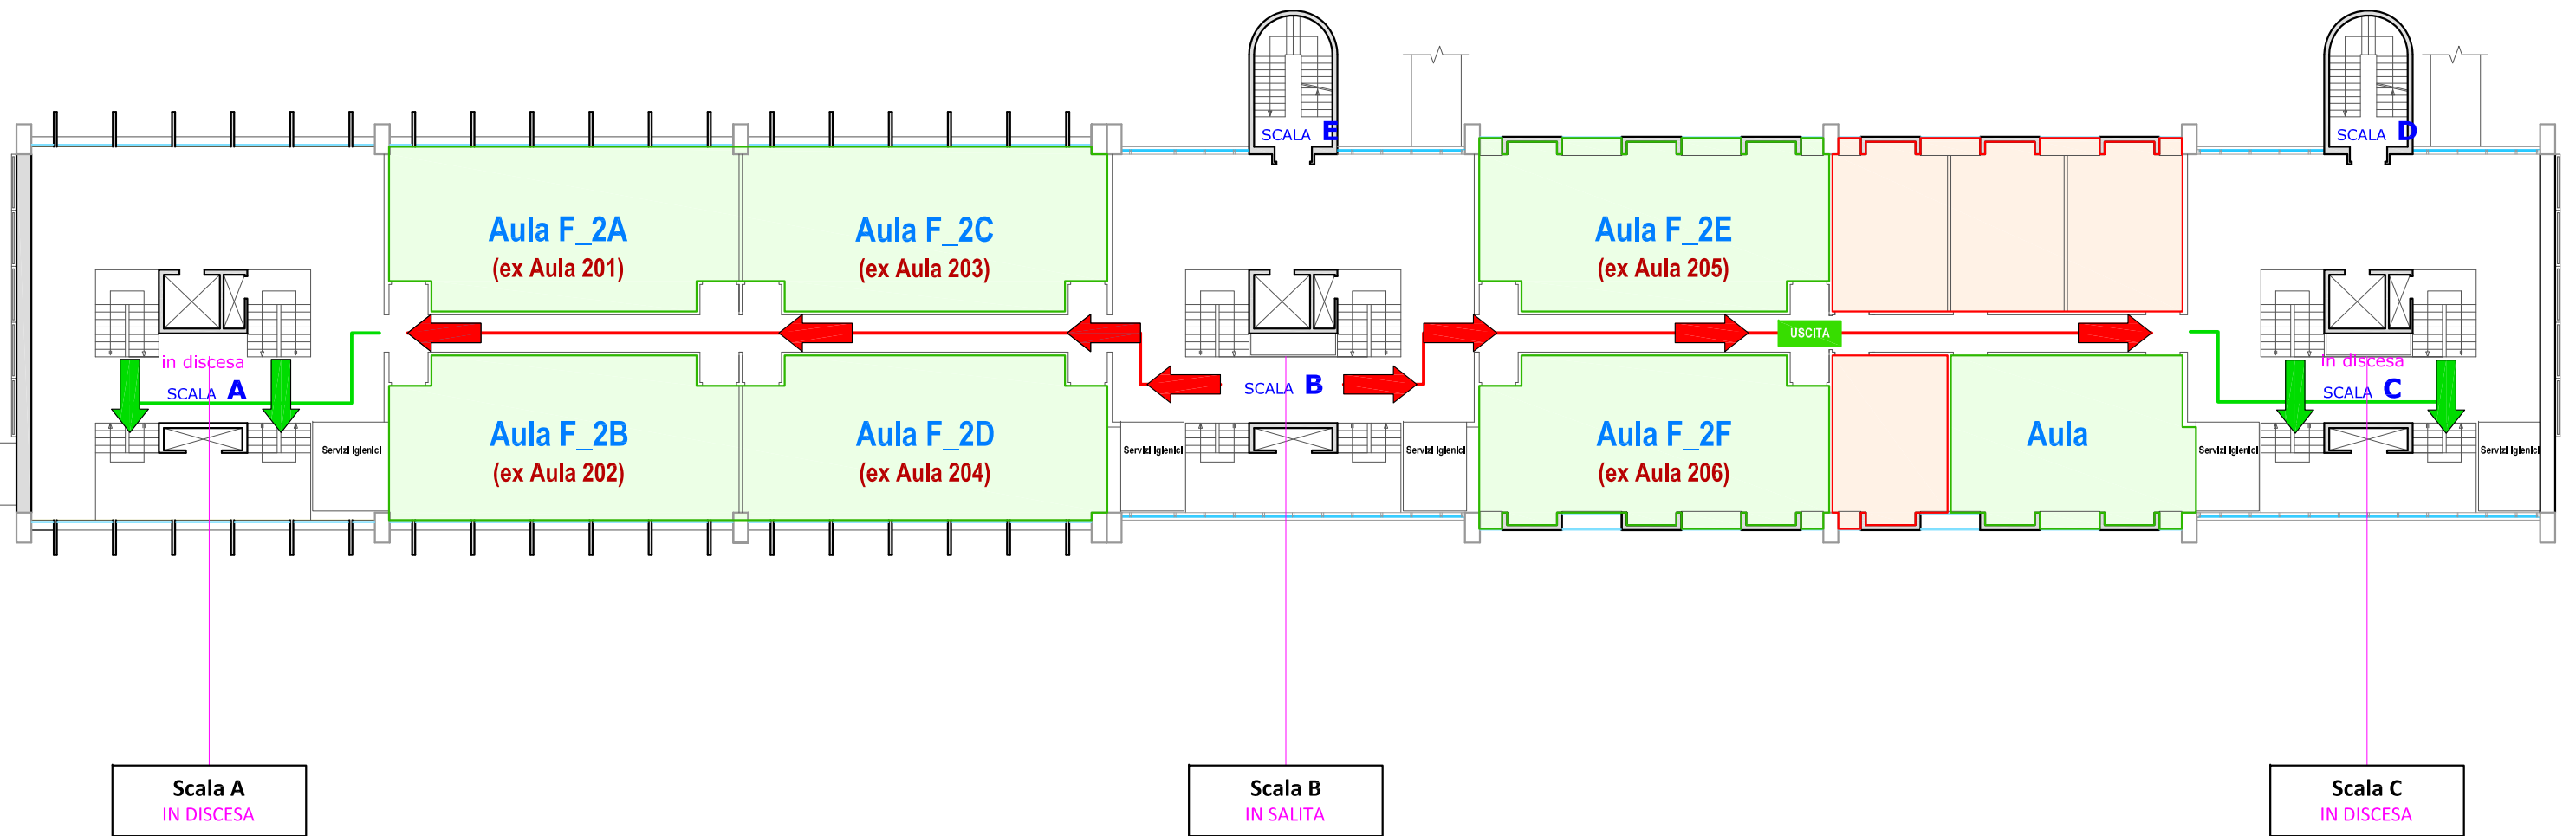 SCALA E
SCALA D
Aula F_2A
(ex Aula 201)
Aula F_2C
(ex Aula 203)
Aula F_2E
(ex Aula 205)
USCITA
in discesa
SCALA A
SCALA B
in discesa
SCALA C
Aula F_2B
(ex Aula 202)
Aula F_2D
(ex Aula 204)
Aula F_2F
(ex Aula 206)
Aula
Servizi Igienici
Servizi Igienici
Servizi Igienici
Servizi Igienici
Servizi Igienici
Scala A
IN DISCESA
Scala B
IN SALITA
Scala C
IN DISCESA